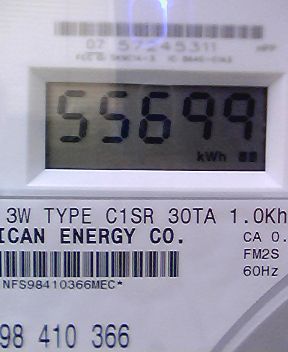 07 57245311
55699
kWh
3W TYPE C1SR 30TA 1.0Kh
ICAN ENERGY CO.
CA 0.
FM2S
60Hz
NFS98410366MEC*
98 410 366